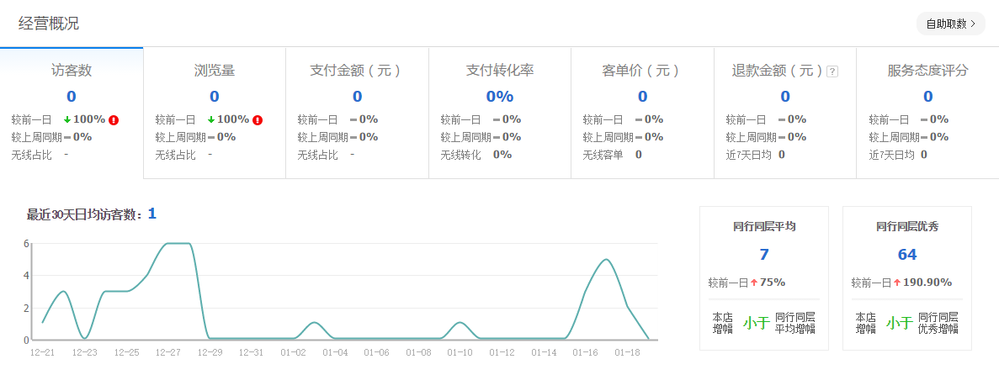 经营概况
自助取数 >
访客数 浏览量 支付金额（元） 支付转化率 客单价（元） 退款金额（元） ? 服务态度评分
0 0 0 0% 0 0 0
较前一日 100% 较前一日 100% 较前一日 0% 较前一日 0% 较前一日 0% 较前一日 0% 较前一日 0%
较上周同期 0% 较上周同期 0% 较上周同期 0% 较上周同期 0% 较上周同期 0% 较上周同期 0% 较上周同期 0%
无线占比 - 无线占比 - 无线占比 - 无线转化 0% 无线客单 0 近7天日均 0 近7天日均 0
最近30天日均访客数：1
6
4
2
0
12-21 12-23 12-25 12-27 12-29 12-31 01-02 01-04 01-06 01-08 01-10 01-12 01-14 01-16 01-18
同行同层平均
7
较前一日 75%
本店增幅 小于 同行同层平均增幅
同行同层优秀
64
较前一日 190.90%
本店增幅 小于 同行同层优秀增幅